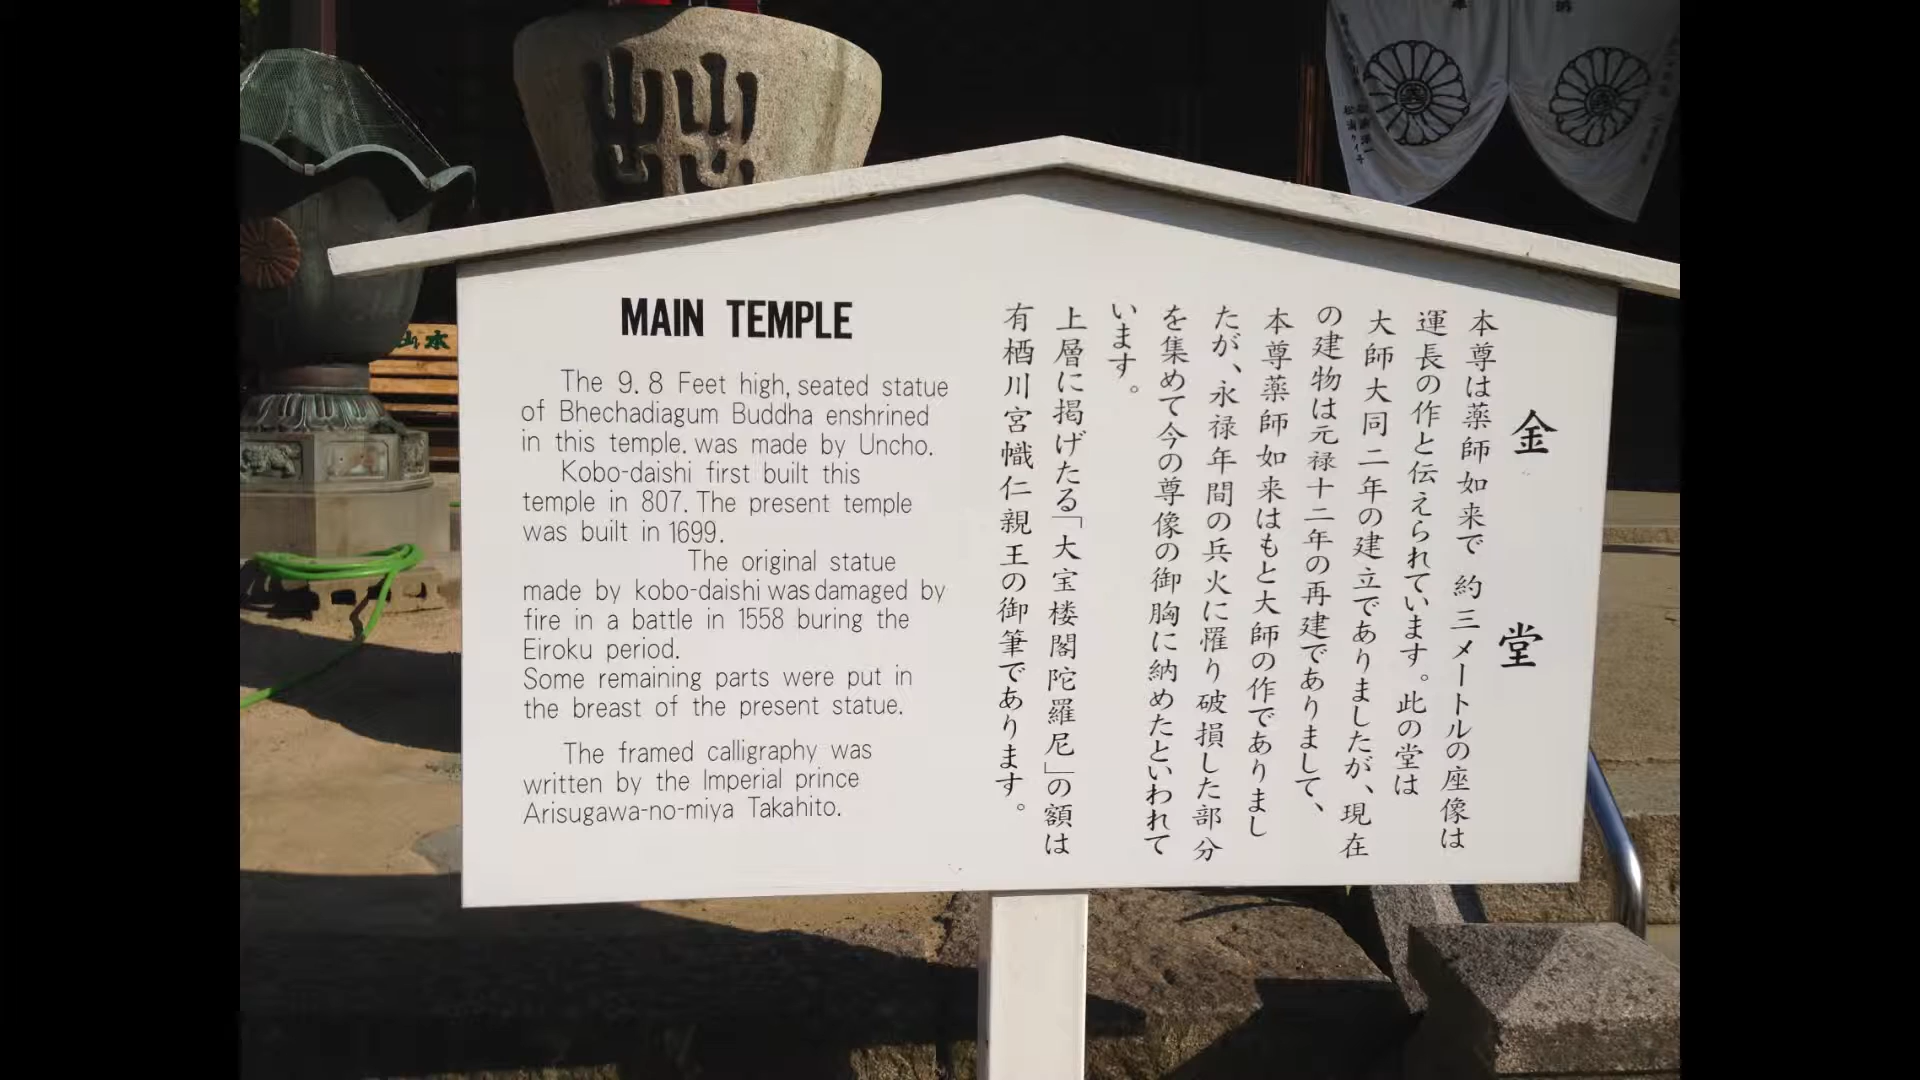 MAIN TEMPLE
The 9.8 Feet high, seated statue
of Bhechadiagum Buddha enshrined
in this temple. was made by Uncho.
Kobo-daishi first built this
temple in 807. The present temple
was built in 1699.
The original statue
made by kobo-daishi was damaged by
fire in a battle in 1558 buring the
Eiroku period.
Some remaining parts were put in
the breast of the present statue.
The framed calligraphy was
written by the Imperial prince
Arisugawa-no-miya Takahito.
金堂
本尊は薬師如来で 約三メートルの座像は
運長の作と伝えられています。此の堂は
大師大同二年の建立でありましたが、現在
の建物は元禄十二年の再建でありまして、
本尊薬師如来はもと大師の作でありまし
たが、永禄年間の兵火に罹り破損した部分
を集めて今の尊像の御胸に納めたといわれて
います。
上層に掲げたる「大宝楼閣陀羅尼」の額は
有栖川宮幟仁親王の御筆であります。
山本